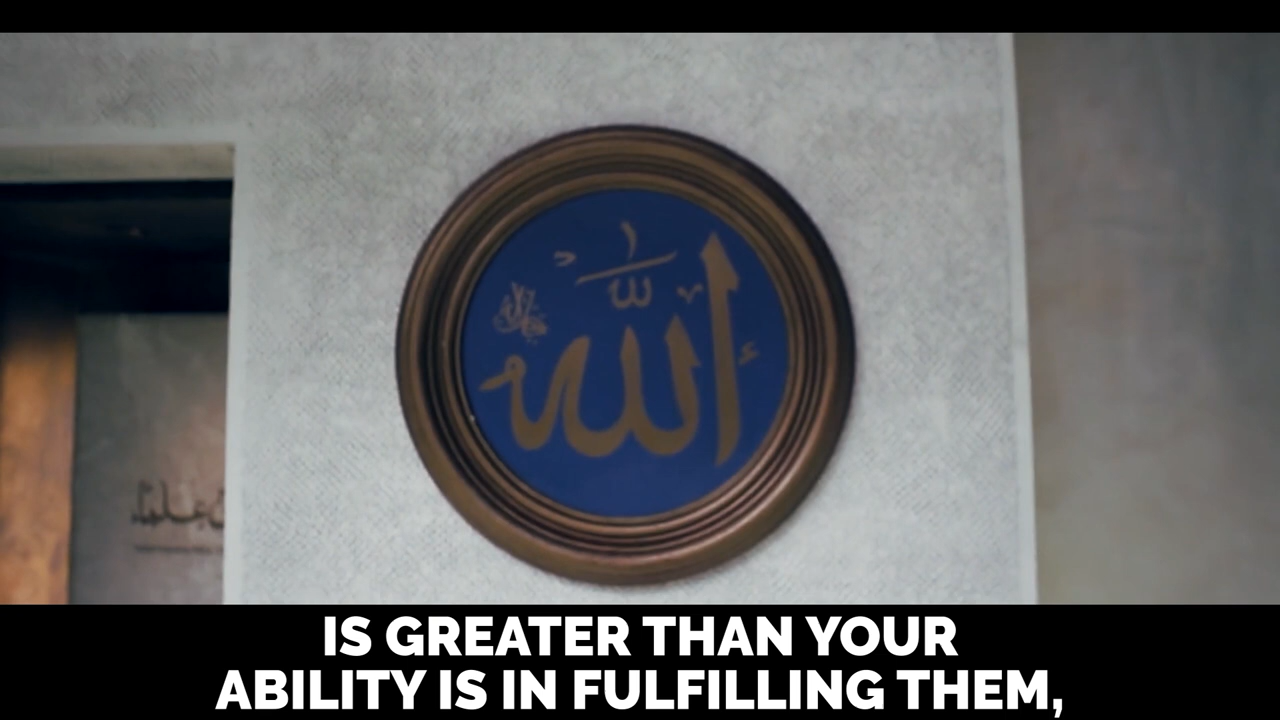 الله
IS GREATER THAN YOUR
ABILITY IS IN FULFILLING THEM,